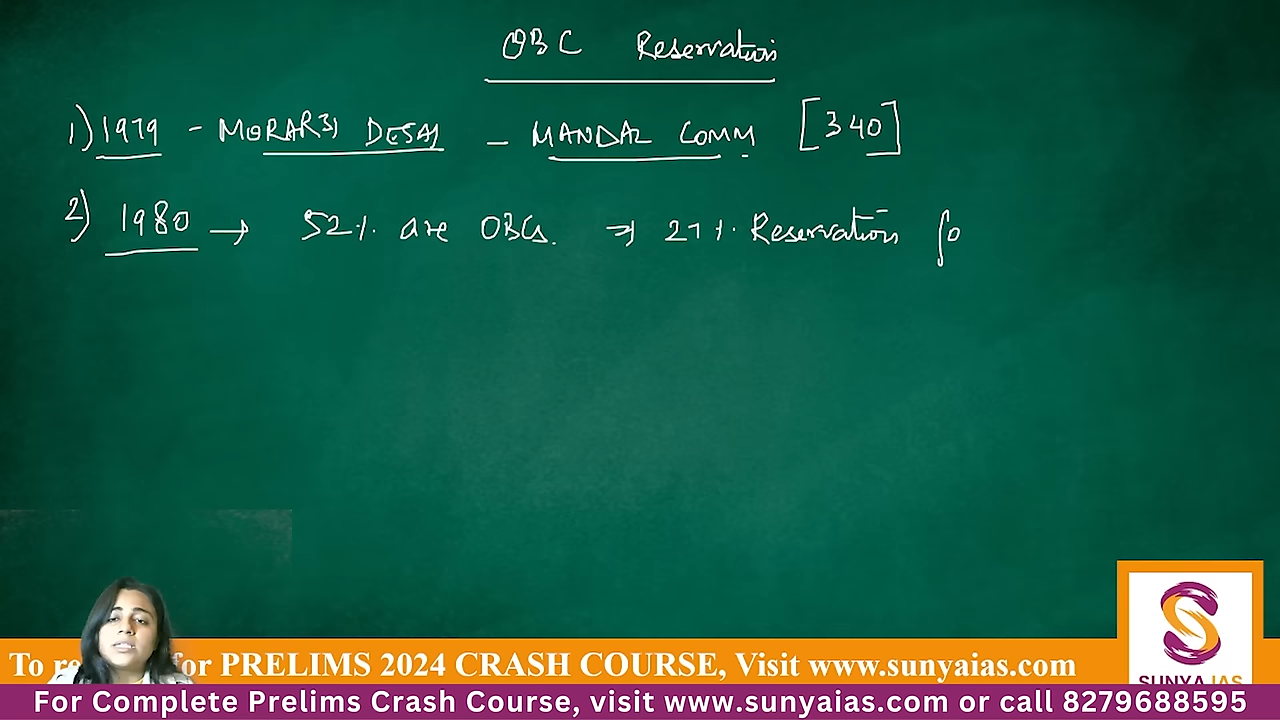 OBC Reservation
1) 1979 - MORARJI DESAI - MANDAL COMM [340]
2) 1980 → 52% are OBCs. ⇒ 27% Reservation fo
To re for PRELIMS 2024 CRASH COURSE, Visit www.sunyaias.com
SUNYA IAS
For Complete Prelims Crash Course, visit www.sunyaias.com or call 8279688595